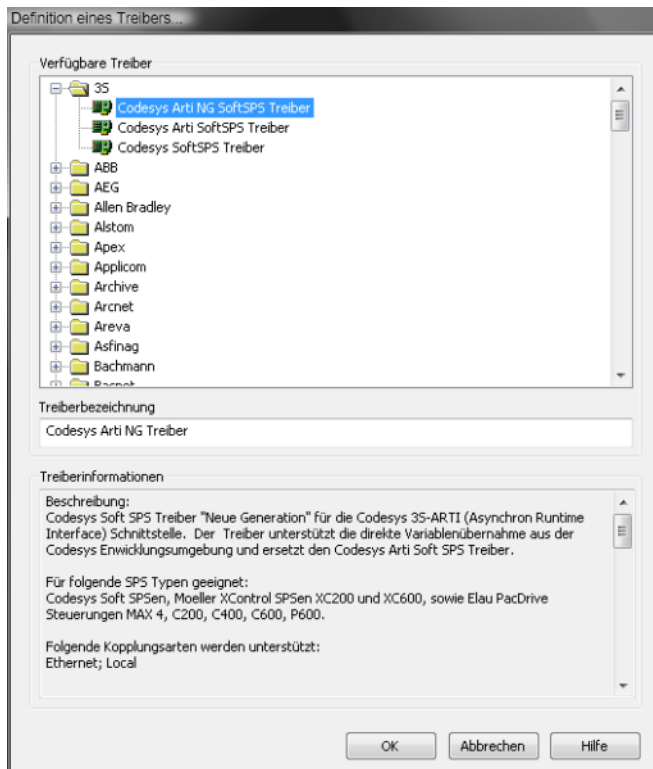 Definition eines Treibers...
Verfügbare Treiber
3S
Codesys Arti NG SoftSPS Treiber
Codesys Arti SoftSPS Treiber
Codesys SoftSPS Treiber
ABB
AEG
Allen Bradley
Alstom
Apex
Applicom
Archive
Arcnet
Areva
Asfinag
Bachmann
Bacnet
Treiberbezeichnung
Codesys Arti NG Treiber
Treiberinformationen
Beschreibung:
Codesys Soft SPS Treiber "Neue Generation" für die Codesys 3S-ARTI (Asynchron Runtime
Interface) Schnittstelle. Der Treiber unterstützt die direkte Variablenübernahme aus der
Codesys Enwicklungsumgebung und ersetzt den Codesys Arti Soft SPS Treiber.
Für folgende SPS Typen geeignet:
Codesys Soft SPSen, Moeller XControl SPSen XC200 und XC600, sowie Elau PacDrive
Steuerungen MAX 4, C200, C400, C600, P600.
Folgende Kopplungsarten werden unterstützt:
Ethernet; Local
OK Abbrechen Hilfe